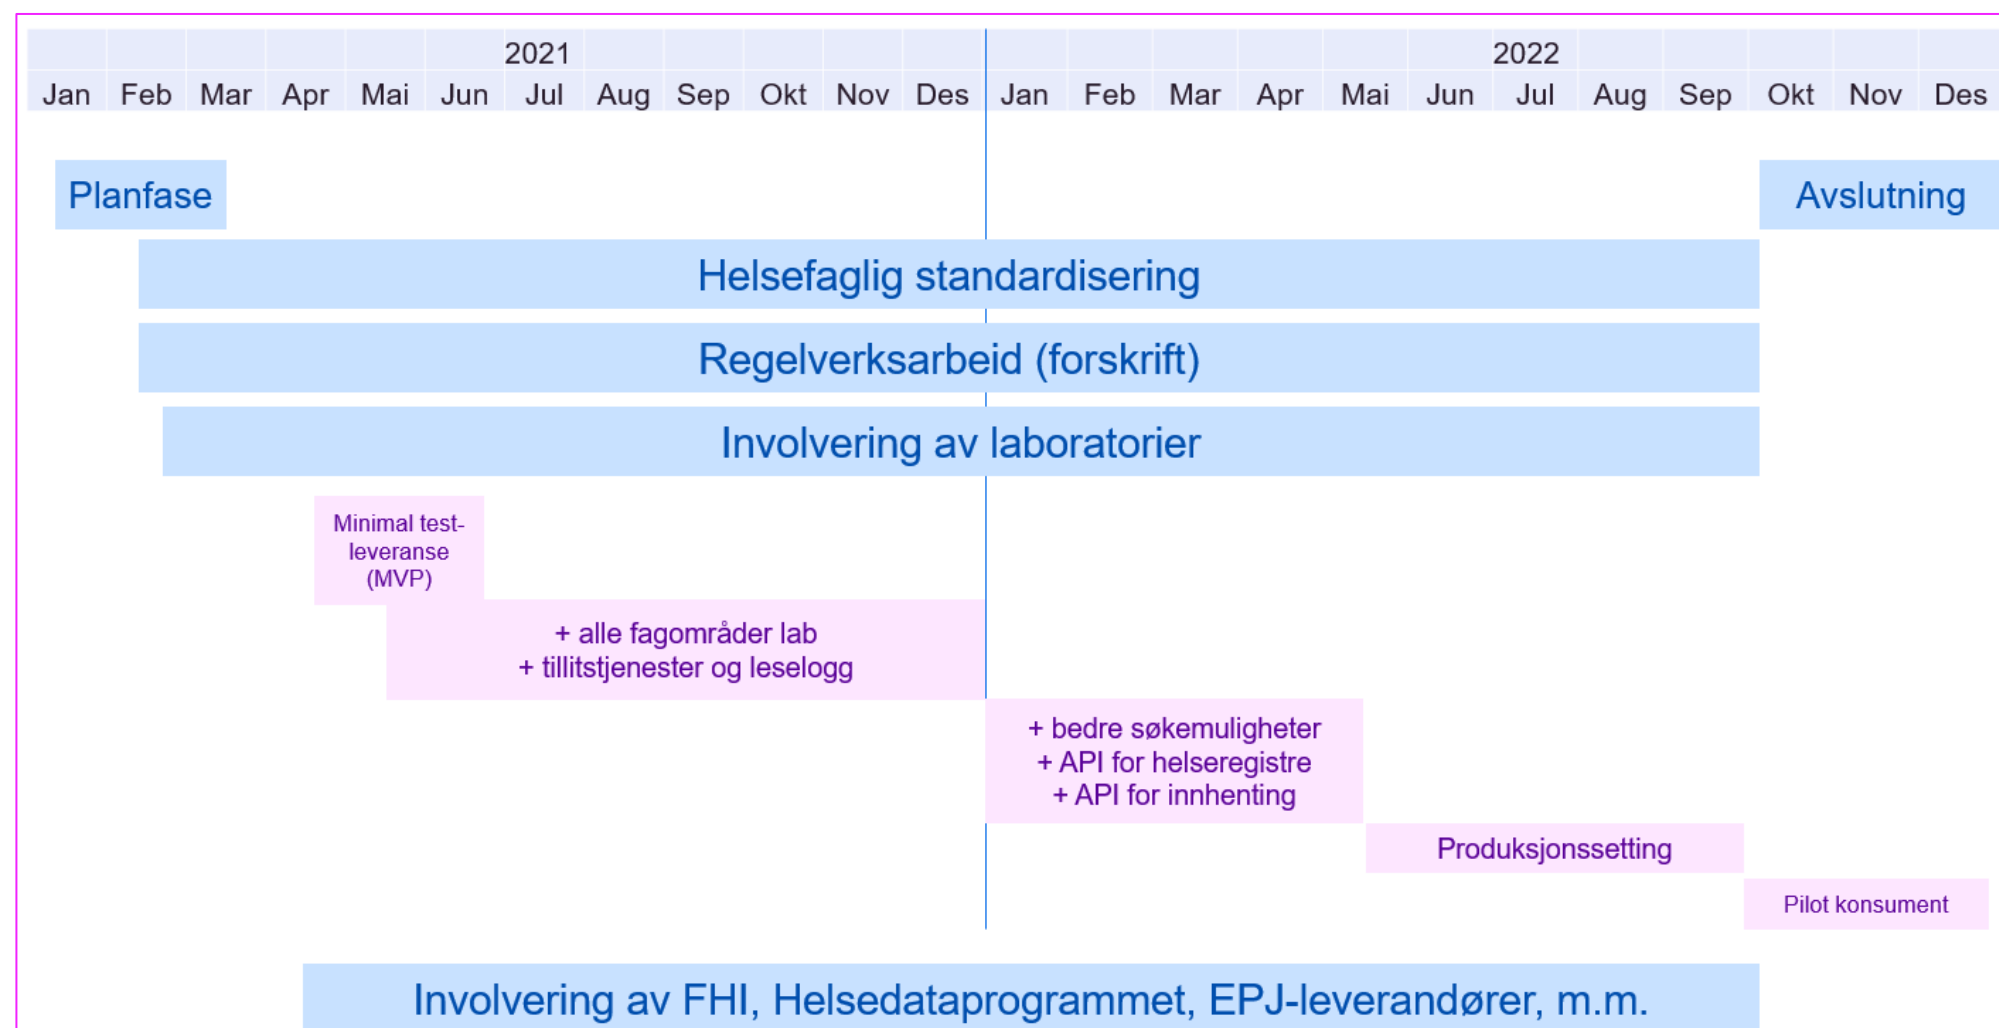 2021 2022
Jan Feb Mar Apr Mai Jun Jul Aug Sep Okt Nov Des Jan Feb Mar Apr Mai Jun Jul Aug Sep Okt Nov Des
Planfase Avslutning
Helsefaglig standardisering
Regelverksarbeid (forskrift)
Involvering av laboratorier
Minimal test-
leveranse
(MVP)
+ alle fagområder lab
+ tillitstjenester og leselogg
+ bedre søkemuligheter
+ API for helseregistre
+ API for innhenting
Produksjonssetting
Pilot konsument
Involvering av FHI, Helsedataprogrammet, EPJ-leverandører, m.m.